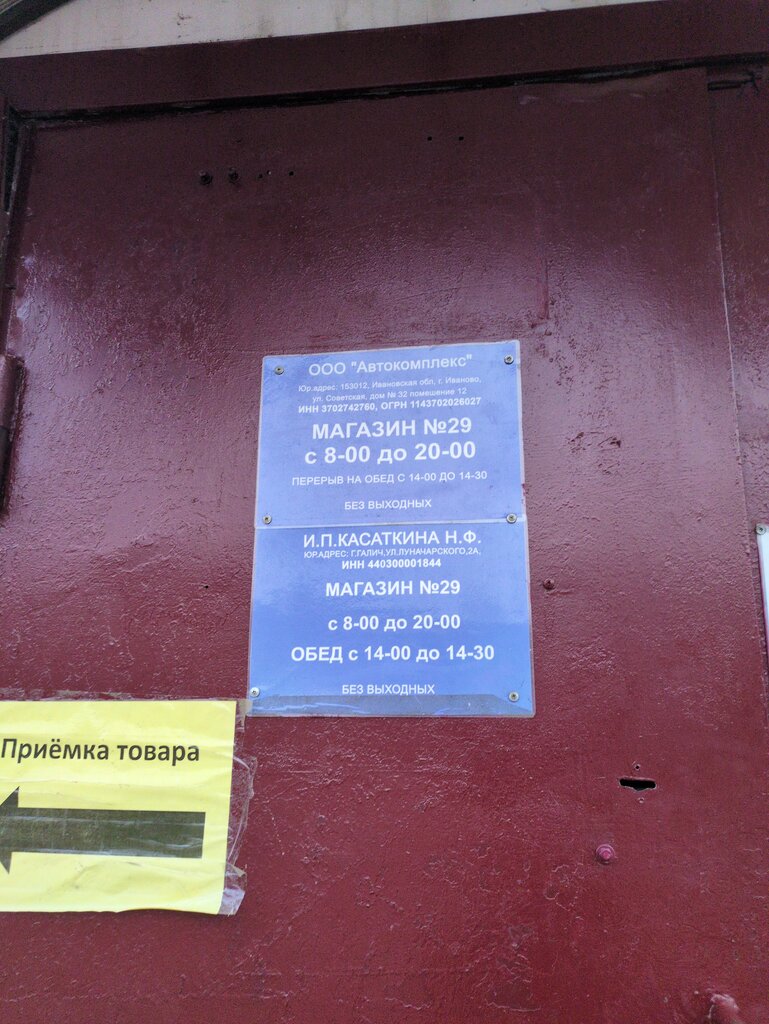 ООО "Автокомплекс"
Юр.адрес: 153012, Ивановская обл, г. Иваново,
ул. Советская, дом № 32 помещение 12
ИНН 3702742760, ОГРН 1143702026027
МАГАЗИН №29
с 8-00 до 20-00
ПЕРЕРЫВ НА ОБЕД С 14-00 ДО 14-30
БЕЗ ВЫХОДНЫХ
И.П.КАСАТКИНА Н.Ф.
ЮР.АДРЕС: Г.ГАЛИЧ,УЛ.ЛУНАЧАРСКОГО,2А,
ИНН 440300001844
МАГАЗИН №29
с 8-00 до 20-00
ОБЕД с 14-00 до 14-30
БЕЗ ВЫХОДНЫХ
Приёмка товара